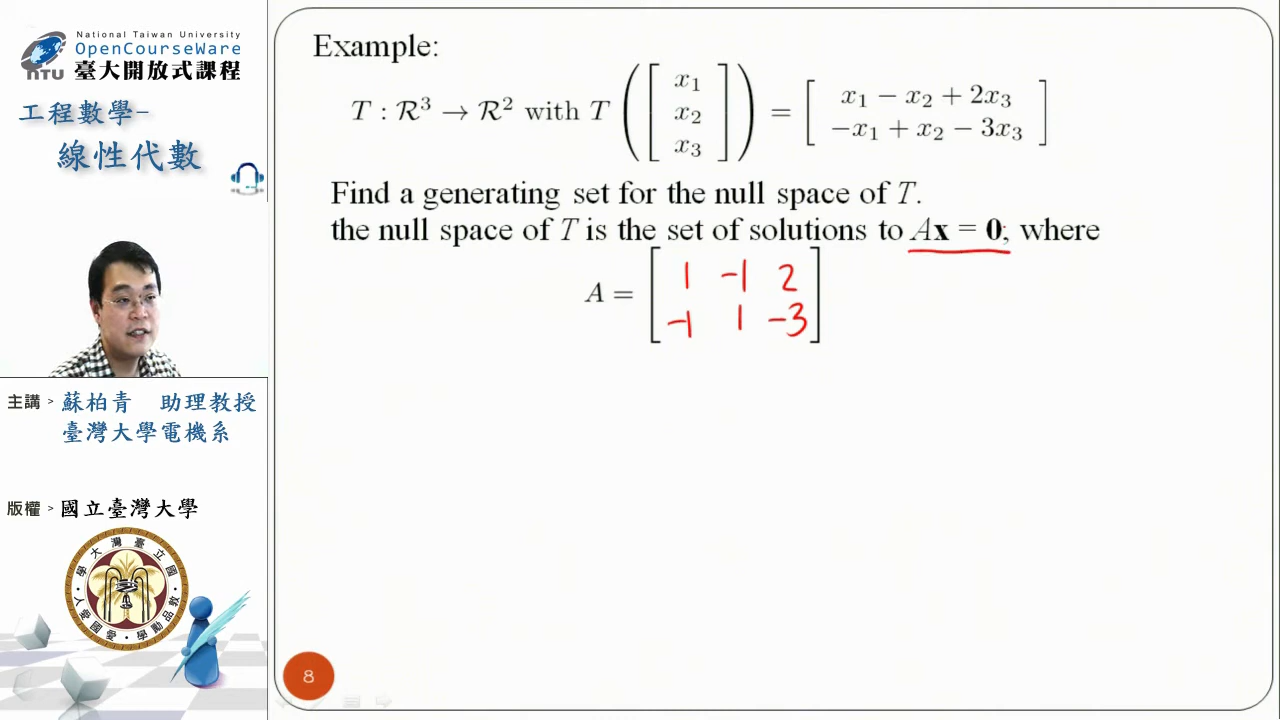 National Taiwan University
OpenCourseWare
臺大開放式課程
NTU
工程數學-
線性代數
主講 > 蘇柏青 助理教授
臺灣大學電機系
版權 > 國立臺灣大學
Example:
T : R³ → R² with T ([ x₁ x₂ x₃ ]) = [ x₁ − x₂ + 2x₃
−x₁ + x₂ − 3x₃ ]
Find a generating set for the null space of T.
the null space of T is the set of solutions to Ax = 0; where
A = [ 1 -1 2
-1 1 -3 ]
8